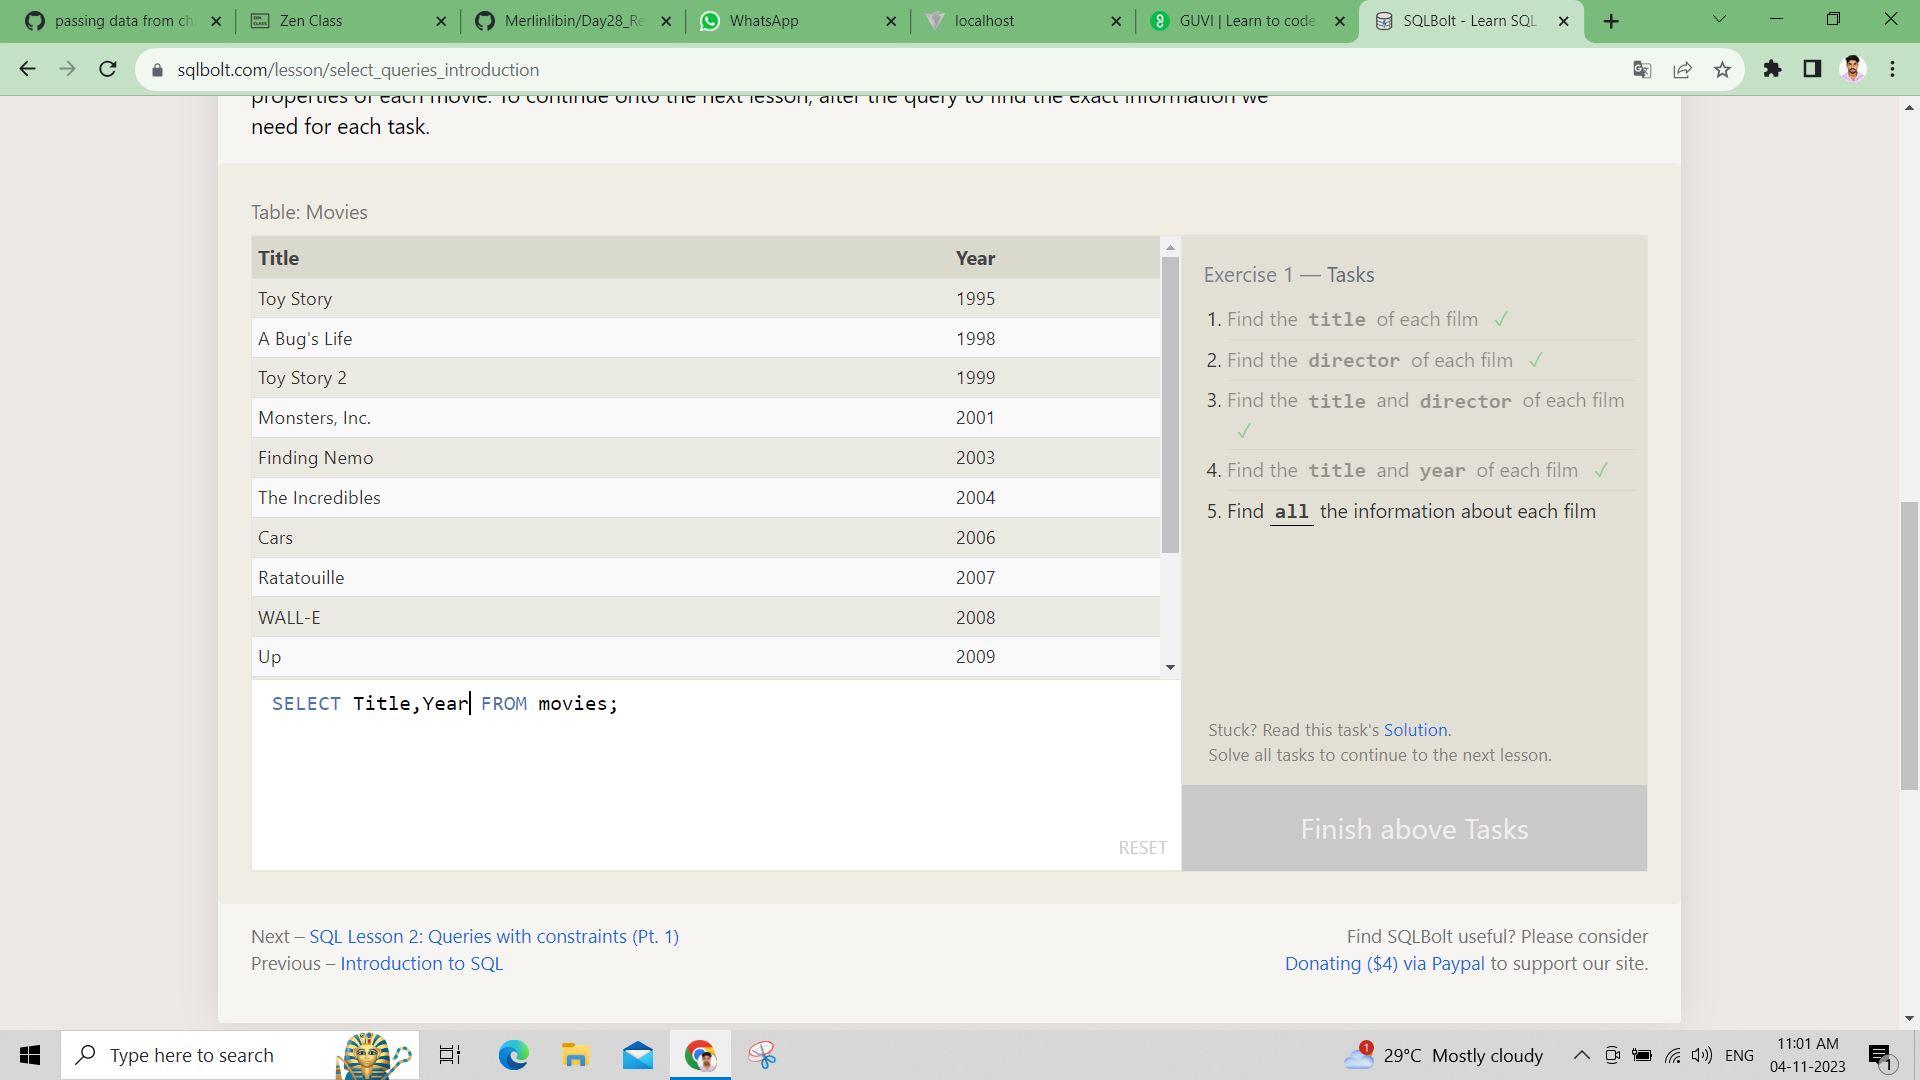 passing data from ch
Zen Class
Merlinlibin/Day28_Re
WhatsApp
localhost
GUVI | Learn to code
SQLBolt - Learn SQL
sqlbolt.com/lesson/select_queries_introduction
properties of each movie. To continue onto the next lesson, alter the query to find the exact information we
need for each task.
Table: Movies
Title Year
Toy Story 1995
A Bug's Life 1998
Toy Story 2 1999
Monsters, Inc. 2001
Finding Nemo 2003
The Incredibles 2004
Cars 2006
Ratatouille 2007
WALL-E 2008
Up 2009
SELECT Title,Year FROM movies;
RESET
Exercise 1 — Tasks
1. Find the title of each film ✓
2. Find the director of each film ✓
3. Find the title and director of each film
✓
4. Find the title and year of each film ✓
5. Find all the information about each film
Stuck? Read this task's Solution.
Solve all tasks to continue to the next lesson.
Finish above Tasks
Next – SQL Lesson 2: Queries with constraints (Pt. 1)
Previous – Introduction to SQL
Find SQLBolt useful? Please consider
Donating ($4) via Paypal to support our site.
Type here to search
1
29°C Mostly cloudy
ENG
11:01 AM
04-11-2023
1